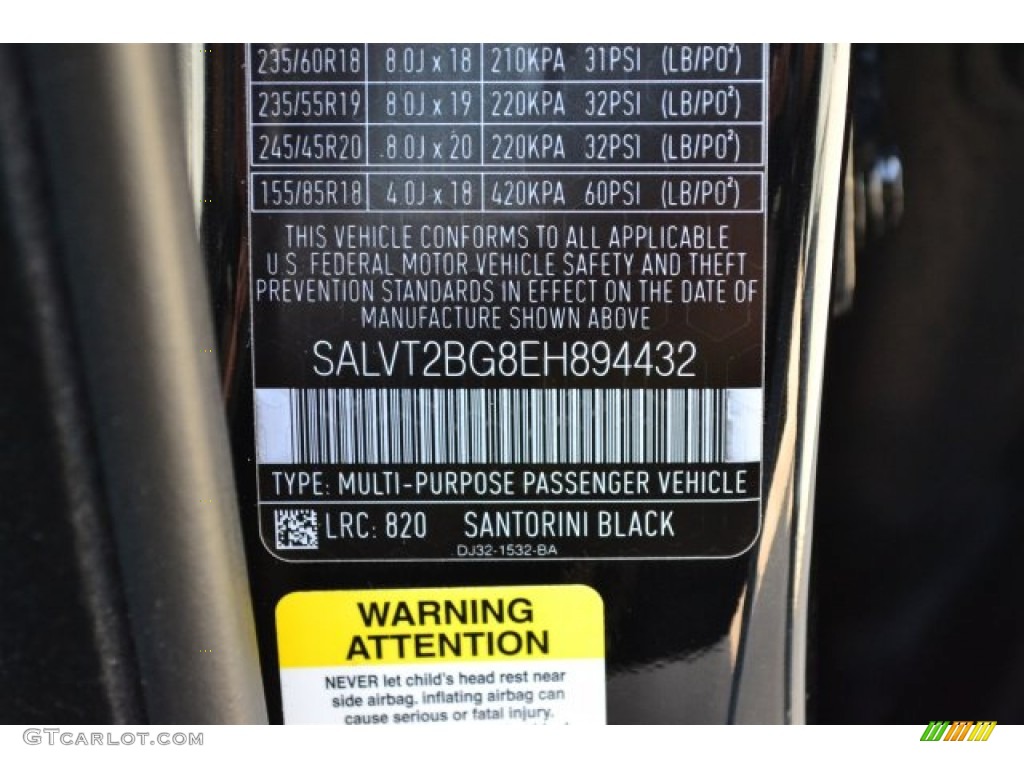 235/60R18 8.0J x 18 210KPA 31PSI (LB/PO²)
235/55R19 8.0J x 19 220KPA 32PSI (LB/PO²)
245/45R20 8.0J x 20 220KPA 32PSI (LB/PO²)
155/85R18 4.0J x 18 420KPA 60PSI (LB/PO²)
THIS VEHICLE CONFORMS TO ALL APPLICABLE
U.S. FEDERAL MOTOR VEHICLE SAFETY AND THEFT
PREVENTION STANDARDS IN EFFECT ON THE DATE OF
MANUFACTURE SHOWN ABOVE
SALVT2BG8EH894432
TYPE: MULTI-PURPOSE PASSENGER VEHICLE
LRC: 820 SANTORINI BLACK
DJ32-1532-BA
WARNING
ATTENTION
NEVER let child's head rest near
side airbag. inflating airbag can
cause serious or fatal injury.
GTcarlot.com